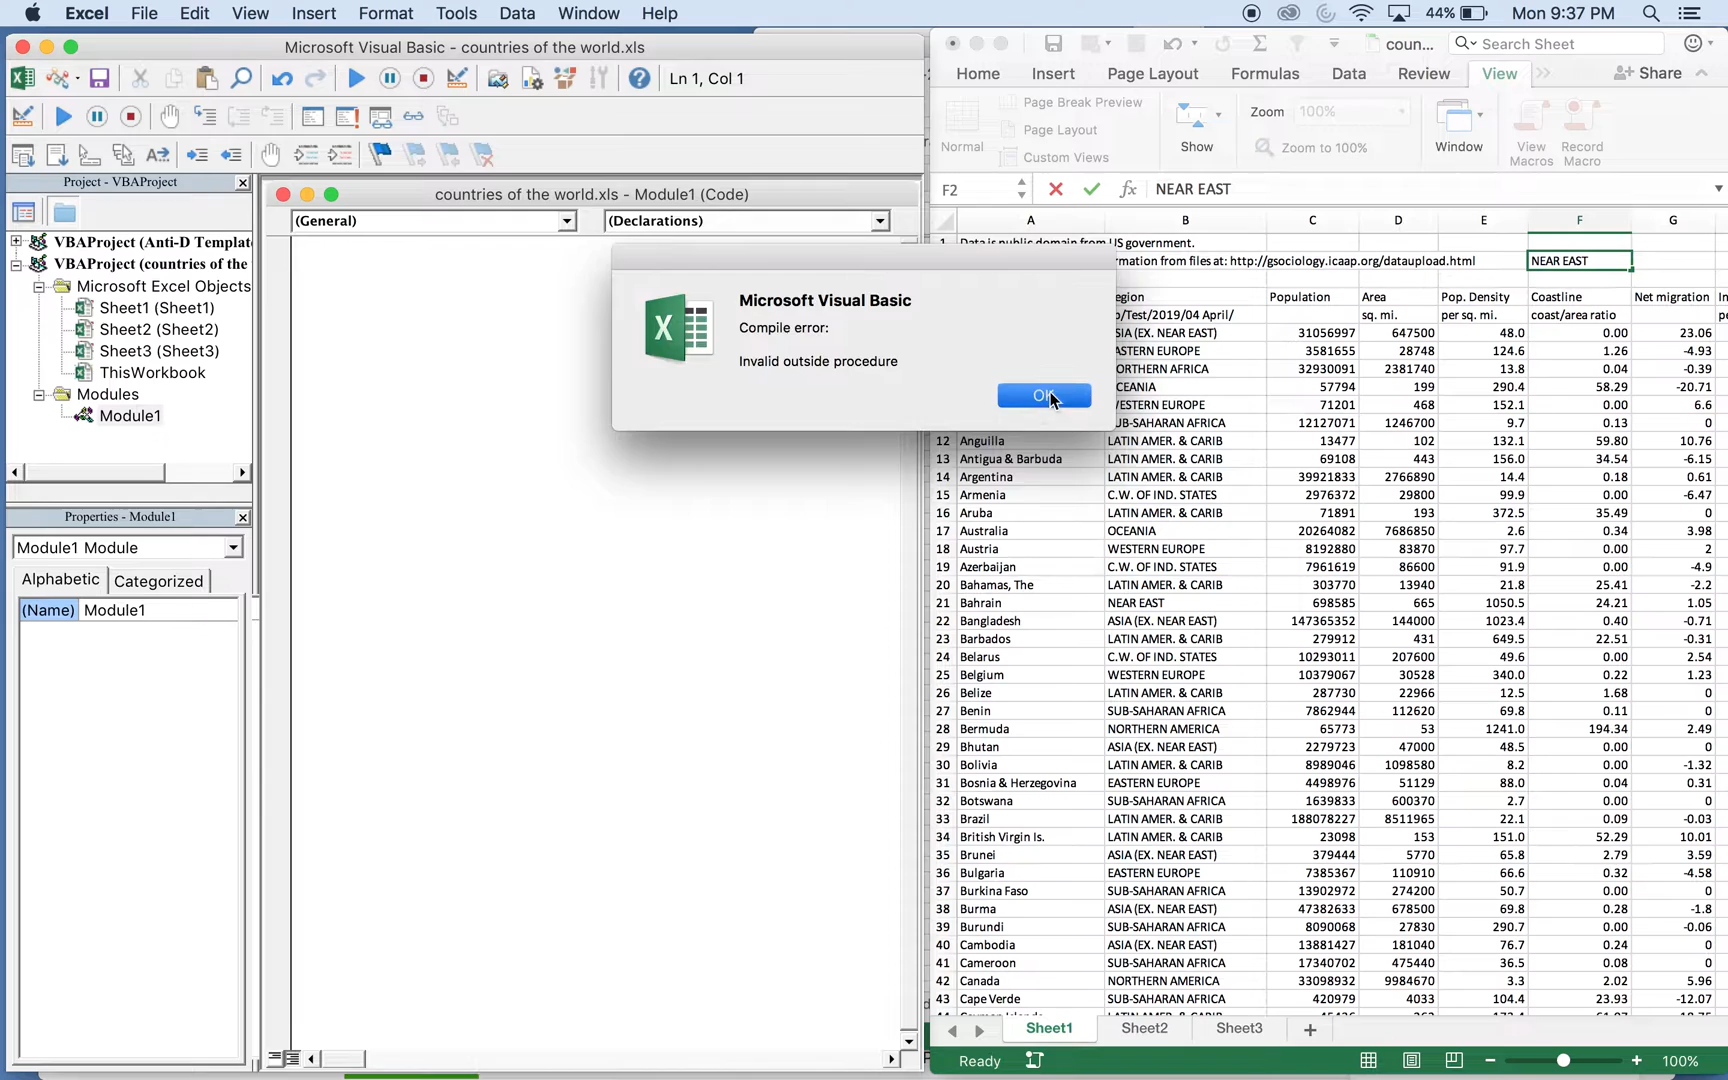 Excel File Edit View Insert Format Tools Data Window Help 44% Mon 9:37 PM
Microsoft Visual Basic - countries of the world.xls
Ln 1, Col 1
Project - VBAProject
VBAProject (Anti-D Templat
VBAProject (countries of the
Microsoft Excel Objects
Sheet1 (Sheet1)
Sheet2 (Sheet2)
Sheet3 (Sheet3)
ThisWorkbook
Modules
Module1
Properties - Module1
Module1 Module
Alphabetic Categorized
(Name) Module1
countries of the world.xls - Module1 (Code)
(General) (Declarations)
Microsoft Visual Basic
Compile error:
Invalid outside procedure
OK
coun... Search Sheet
Home Insert Page Layout Formulas Data Review View Share
Normal Page Break Preview Page Layout Custom Views Show Zoom 100% Zoom to 100% Window View Macros Record Macro
F2 fx NEAR EAST
A B C D E F G
1 Data is public domain from US government.
rmation from files at: http://gsociology.icaap.org/dataupload.html NEAR EAST
egion Population Area Pop. Density Coastline Net migration In
o/Test/2019/04 April/ sq. mi. per sq. mi. coast/area ratio pe
ASIA (EX. NEAR EAST) 31056997 647500 48.0 0.00 23.06
ASTERN EUROPE 3581655 28748 124.6 1.26 -4.93
ORTHERN AFRICA 32930091 2381740 13.8 0.04 -0.39
CEANIA 57794 199 290.4 58.29 -20.71
ESTERN EUROPE 71201 468 152.1 0.00 6.6
UB-SAHARAN AFRICA 12127071 1246700 9.7 0.13 0
12 Anguilla LATIN AMER. & CARIB 13477 102 132.1 59.80 10.76
13 Antigua & Barbuda LATIN AMER. & CARIB 69108 443 156.0 34.54 -6.15
14 Argentina LATIN AMER. & CARIB 39921833 2766890 14.4 0.18 0.61
15 Armenia C.W. OF IND. STATES 2976372 29800 99.9 0.00 -6.47
16 Aruba LATIN AMER. & CARIB 71891 193 372.5 35.49 0
17 Australia OCEANIA 20264082 7686850 2.6 0.34 3.98
18 Austria WESTERN EUROPE 8192880 83870 97.7 0.00 2
19 Azerbaijan C.W. OF IND. STATES 7961619 86600 91.9 0.00 -4.9
20 Bahamas, The LATIN AMER. & CARIB 303770 13940 21.8 25.41 -2.2
21 Bahrain NEAR EAST 698585 665 1050.5 24.21 1.05
22 Bangladesh ASIA (EX. NEAR EAST) 147365352 144000 1023.4 0.40 -0.71
23 Barbados LATIN AMER. & CARIB 279912 431 649.5 22.51 -0.31
24 Belarus C.W. OF IND. STATES 10293011 207600 49.6 0.00 2.54
25 Belgium WESTERN EUROPE 10379067 30528 340.0 0.22 1.23
26 Belize LATIN AMER. & CARIB 287730 22966 12.5 1.68 0
27 Benin SUB-SAHARAN AFRICA 7862944 112620 69.8 0.11 0
28 Bermuda NORTHERN AMERICA 65773 53 1241.0 194.34 2.49
29 Bhutan ASIA (EX. NEAR EAST) 2279723 47000 48.5 0.00 0
30 Bolivia LATIN AMER. & CARIB 8989046 1098580 8.2 0.00 -1.32
31 Bosnia & Herzegovina EASTERN EUROPE 4498976 51129 88.0 0.04 0.31
32 Botswana SUB-SAHARAN AFRICA 1639833 600370 2.7 0.00 0
33 Brazil LATIN AMER. & CARIB 188078227 8511965 22.1 0.09 -0.03
34 British Virgin Is. LATIN AMER. & CARIB 23098 153 151.0 52.29 10.01
35 Brunei ASIA (EX. NEAR EAST) 379444 5770 65.8 2.79 3.59
36 Bulgaria EASTERN EUROPE 7385367 110910 66.6 0.32 -4.58
37 Burkina Faso SUB-SAHARAN AFRICA 13902972 274200 50.7 0.00 0
38 Burma ASIA (EX. NEAR EAST) 47382633 678500 69.8 0.28 -1.8
39 Burundi SUB-SAHARAN AFRICA 8090068 27830 290.7 0.00 -0.06
40 Cambodia ASIA (EX. NEAR EAST) 13881427 181040 76.7 0.24 0
41 Cameroon SUB-SAHARAN AFRICA 17340702 475440 36.5 0.08 0
42 Canada NORTHERN AMERICA 33098932 9984670 3.3 2.02 5.96
43 Cape Verde SUB-SAHARAN AFRICA 420979 4033 104.4 23.93 -12.07
Sheet1 Sheet2 Sheet3
Ready 100%